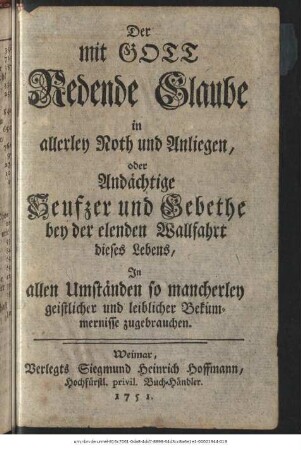 Der
mit GOTT
Redende Glaube
in
allerley Noth und Anliegen,
oder
Andächtige
Seufzer und Gebethe
bey der elenden Wallfahrt
dieses Lebens,
In
allen Umständen so mancherley
geistlicher und leiblicher Beküm-
mernisse zugebrauchen.
Weimar,
Verlegts Siegmund Heinrich Hoffmann,
Hochfürstl. privil. Buch-Händler.
1751.